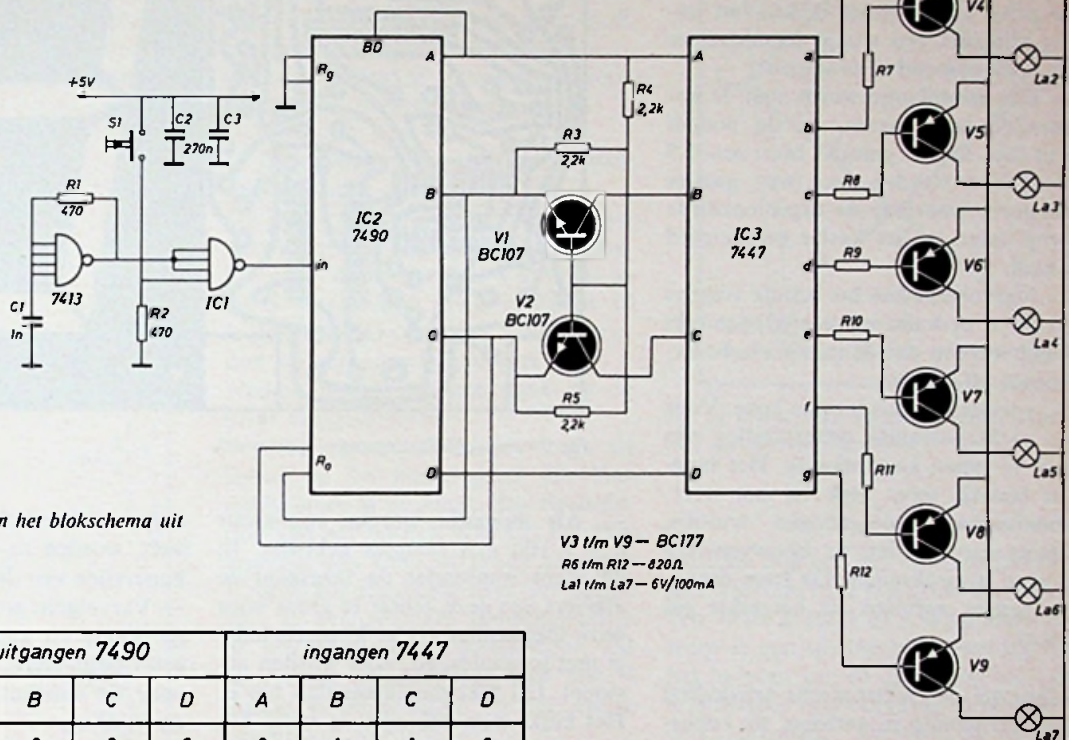 +5V
S1
C2
270n
C3
R1
470
7413
C1
1n
R2
470
IC1
BD
Rg
A
B
C
D
in
Ro
IC2
7490
R4
2,2k
R3
2,2k
V1
BC107
V2
BC107
R5
2,2k
A
B
C
D
IC3
7447
a
b
c
d
e
f
g
R7
R8
R9
R10
R11
R12
V4
V5
V6
V7
V8
V9
La2
La3
La4
La5
La6
La7
V3 t/m V9 — BC177
R6 t/m R12 — 820Ω
La1 t/m La7 — 6V/100mA
n het blokschema uit
uitgangen 7490
ingangen 7447
B C D A B C D